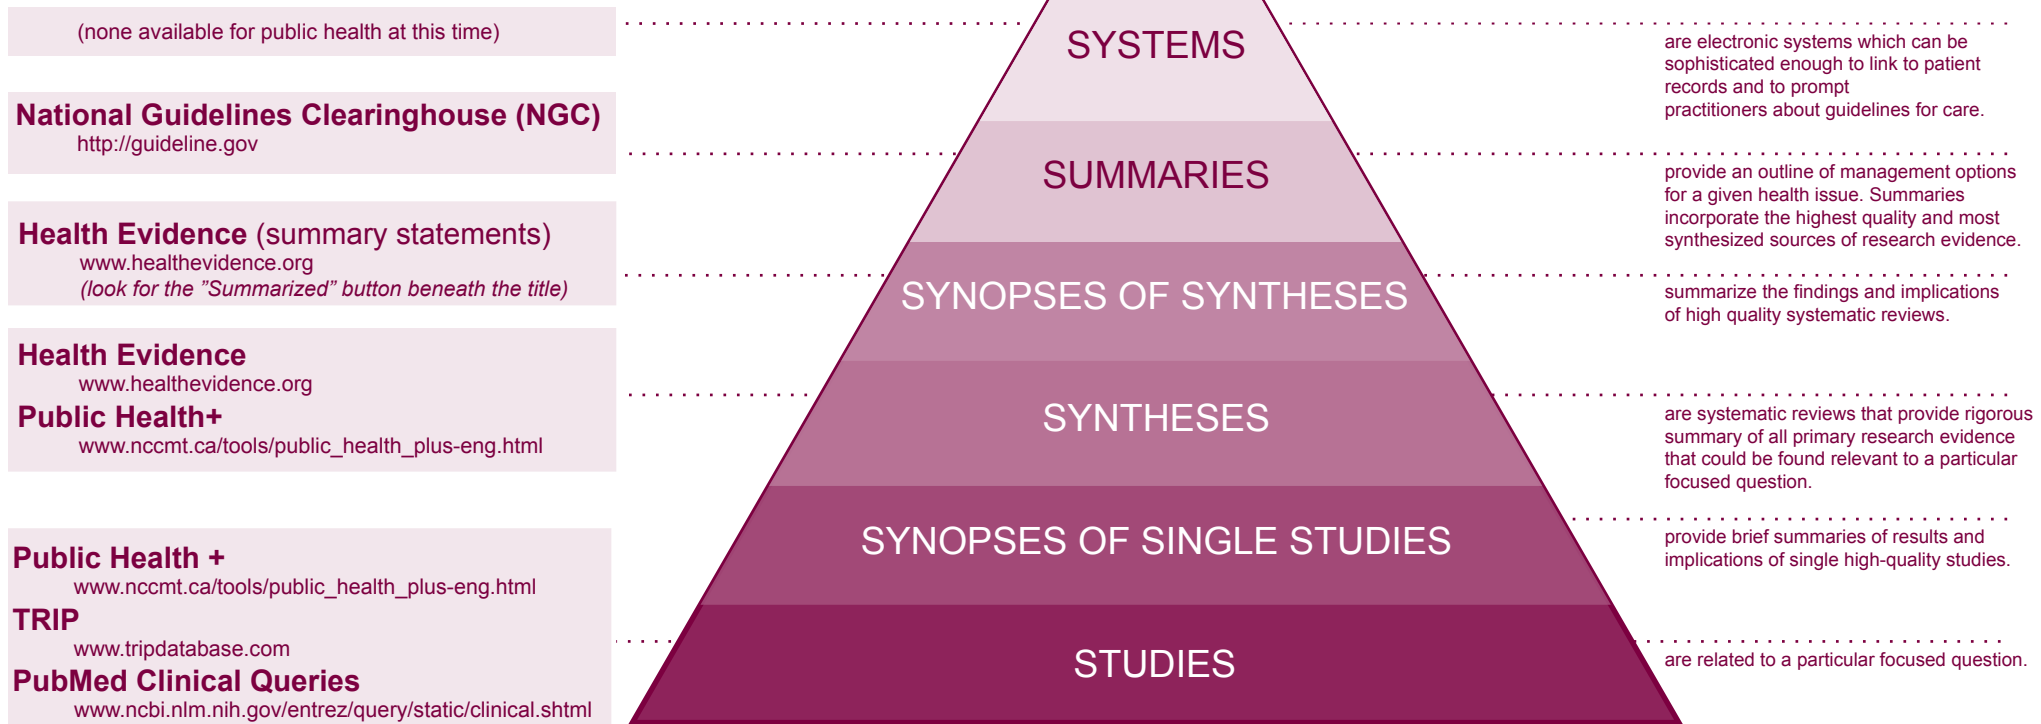 (none available for public health at this time)
National Guidelines Clearinghouse (NGC)
http://guideline.gov
Health Evidence (summary statements)
www.healthevidence.org
(look for the ”Summarized” button beneath the title)
Health Evidence
www.healthevidence.org
Public Health+
www.nccmt.ca/tools/public_health_plus-eng.html
Public Health +
www.nccmt.ca/tools/public_health_plus-eng.html
TRIP
www.tripdatabase.com
PubMed Clinical Queries
www.ncbi.nlm.nih.gov/entrez/query/static/clinical.shtml
SYSTEMS
SUMMARIES
SYNOPSES OF SYNTHESES
SYNTHESES
SYNOPSES OF SINGLE STUDIES
STUDIES
are electronic systems which can be
sophisticated enough to link to patient
records and to prompt
practitioners about guidelines for care.
provide an outline of management options
for a given health issue. Summaries
incorporate the highest quality and most
synthesized sources of research evidence.
summarize the findings and implications
of high quality systematic reviews.
are systematic reviews that provide rigorous
summary of all primary research evidence
that could be found relevant to a particular
focused question.
provide brief summaries of results and
implications of single high-quality studies.
are related to a particular focused question.